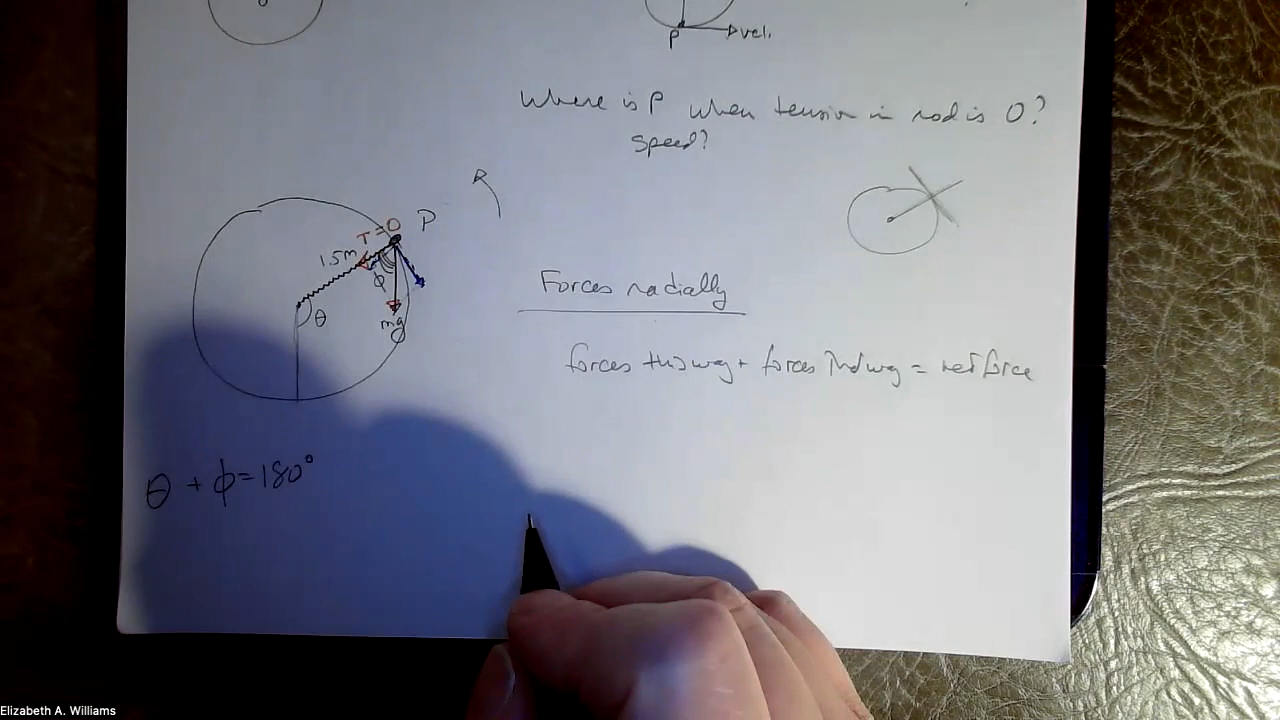 P
vel.
Where is P when tension in rod is 0?
speed?
P
T=0
1.5m
φ
θ
mg
Forces radially
forces this way + forces that way = net force
θ + φ = 180°
Elizabeth A. Williams